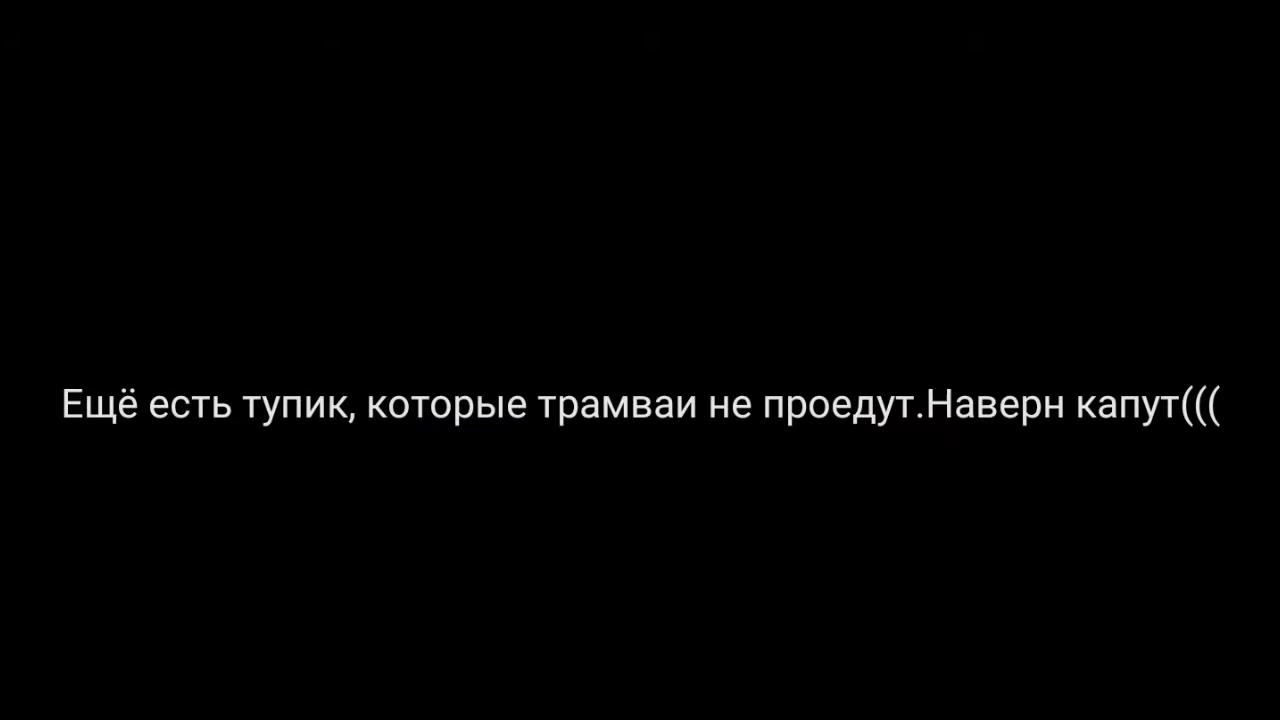 Ещё есть тупик, которые трамваи не проедут.Наверн капут(((